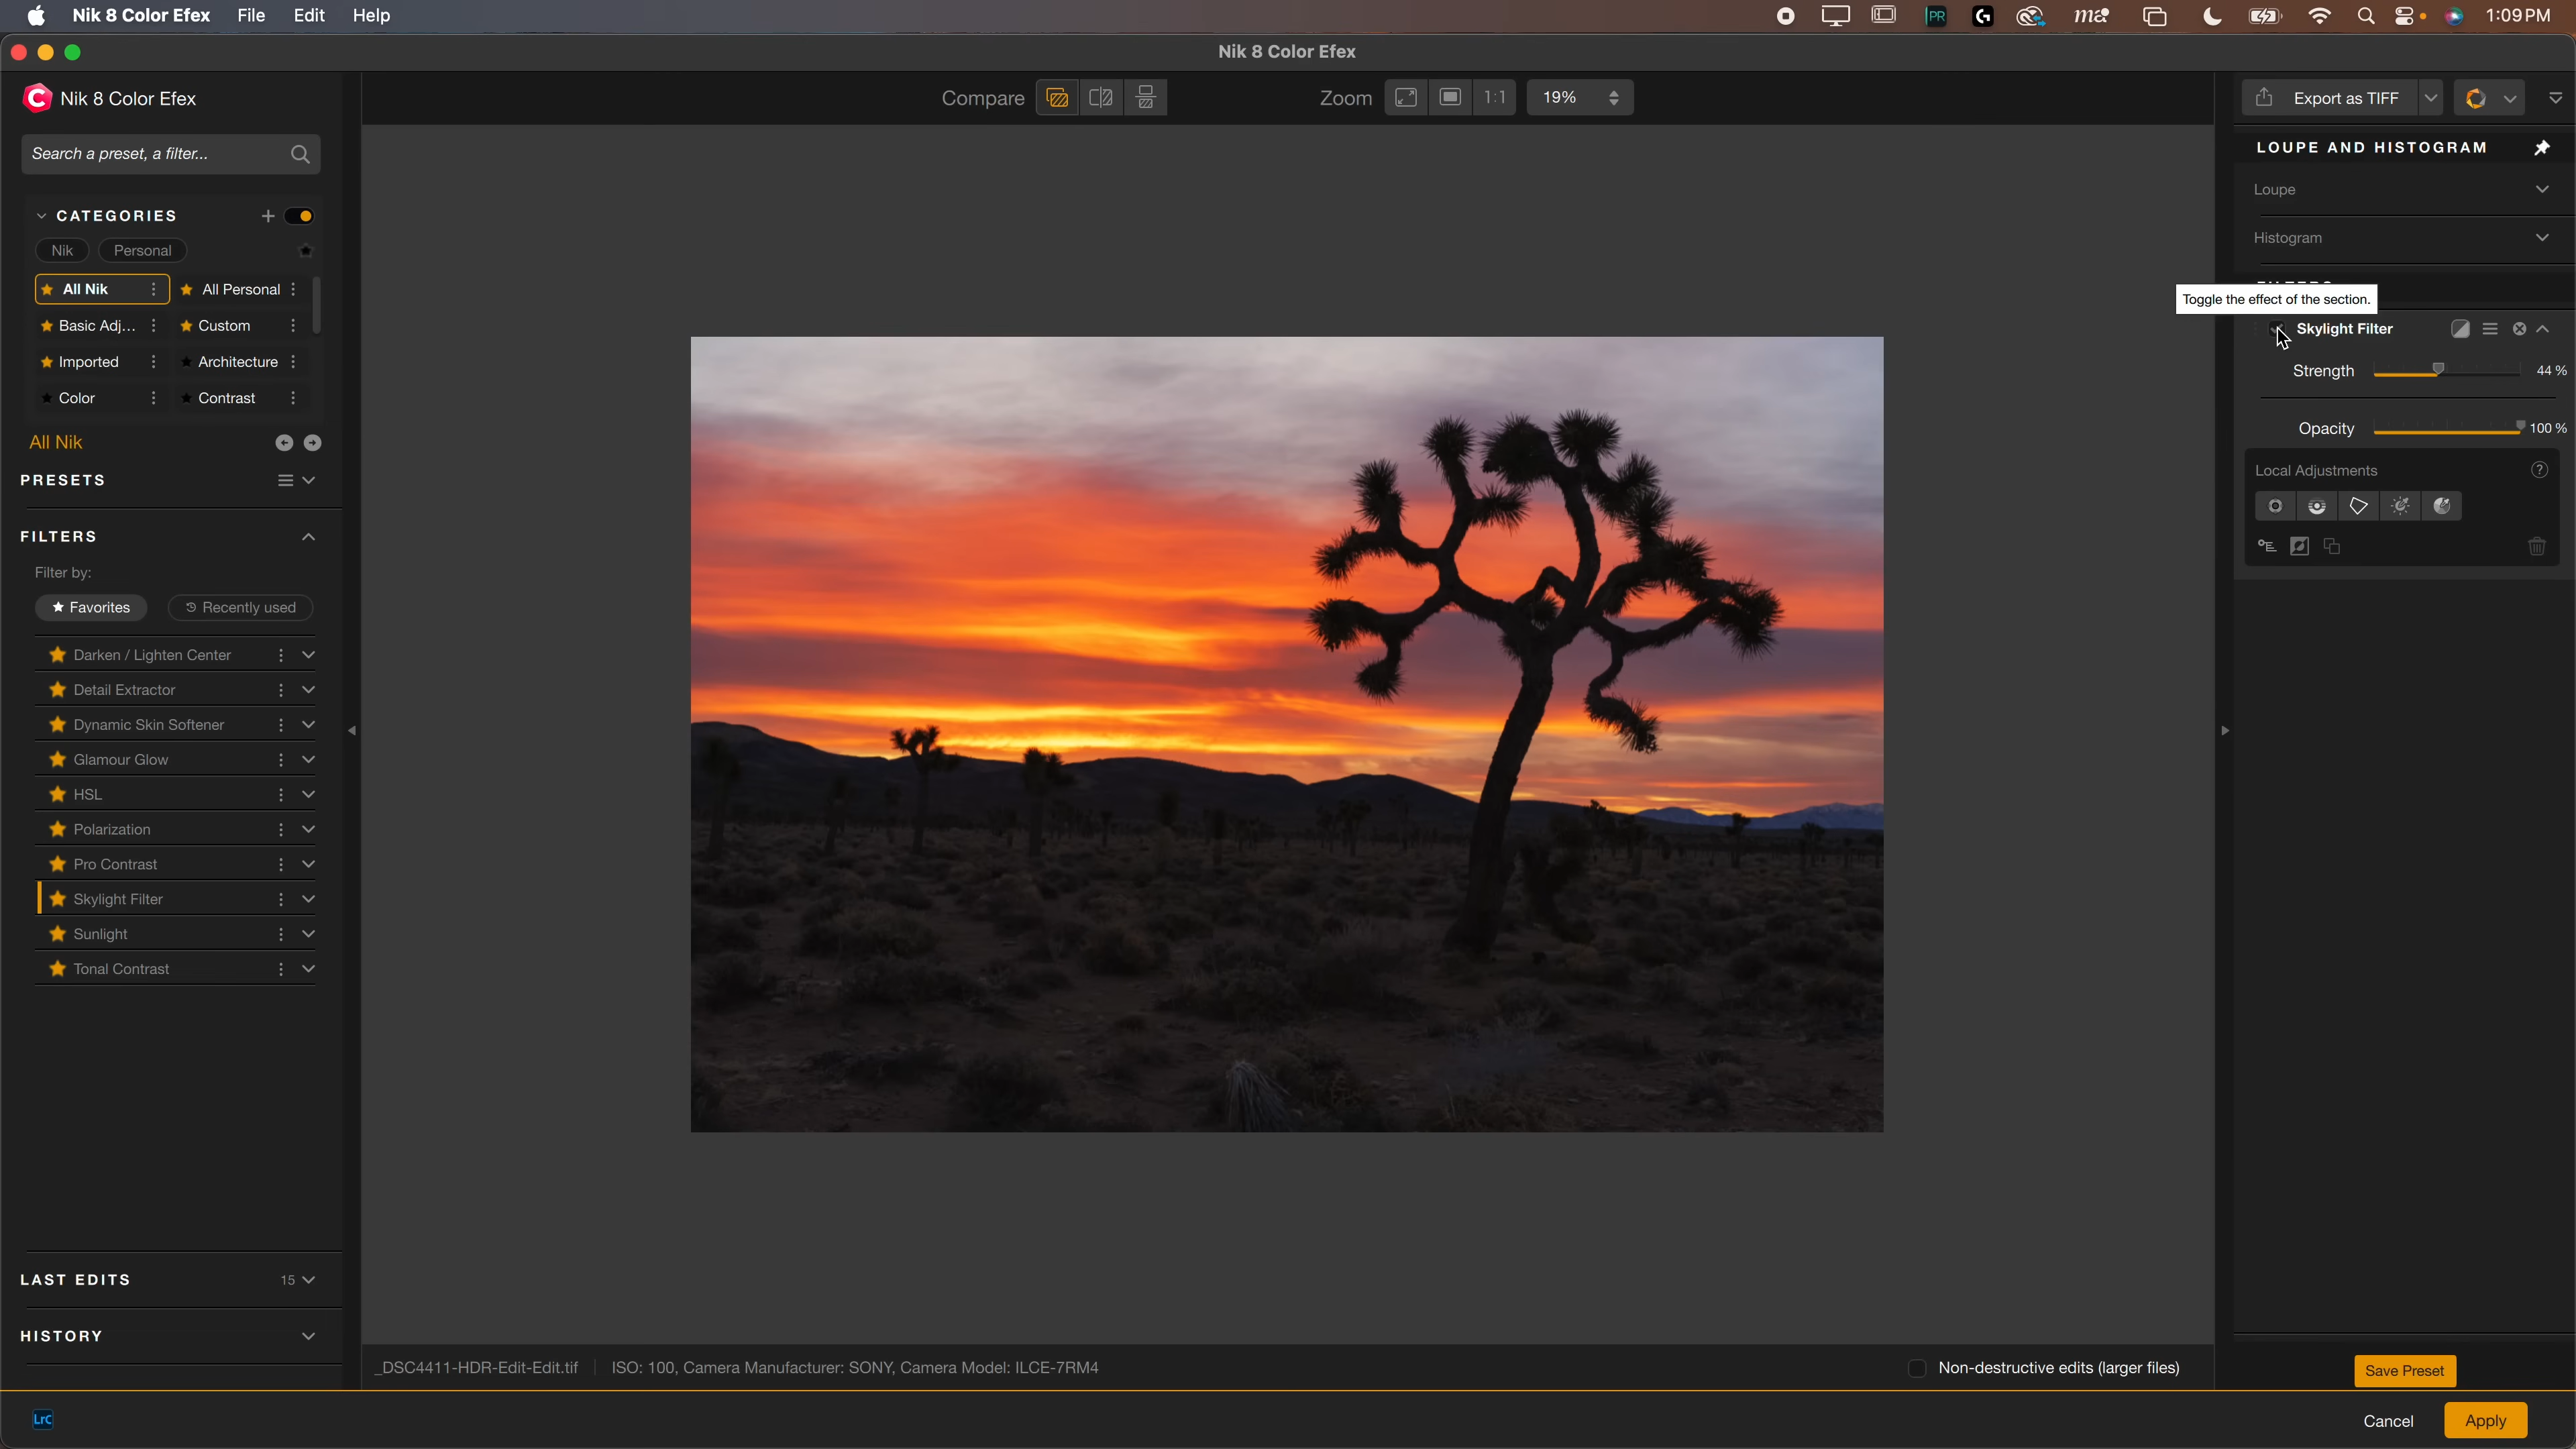 Nik 8 Color Efex File Edit Help
PR
1:09 PM
Nik 8 Color Efex
Nik 8 Color Efex
Compare
Zoom
1:1
19%
Export as TIFF
Search a preset, a filter...
LOUPE AND HISTOGRAM
Loupe
Histogram
Toggle the effect of the section.
Skylight Filter
Strength
44 %
Opacity
100 %
Local Adjustments
CATEGORIES
Nik
Personal
All Nik
All Personal
Basic Adj...
Custom
Imported
Architecture
Color
Contrast
All Nik
PRESETS
FILTERS
Filter by:
Favorites
Recently used
Darken / Lighten Center
Detail Extractor
Dynamic Skin Softener
Glamour Glow
HSL
Polarization
Pro Contrast
Skylight Filter
Sunlight
Tonal Contrast
LAST EDITS
15
HISTORY
_DSC4411-HDR-Edit-Edit.tif
ISO: 100, Camera Manufacturer: SONY, Camera Model: ILCE-7RM4
Non-destructive edits (larger files)
Save Preset
LrC
Cancel
Apply